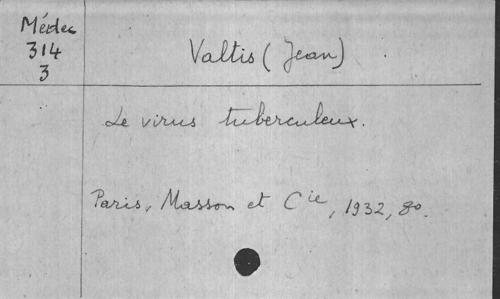 Médec
314
3
Valtis (Jean)
Le virus tuberculeux.
Paris, Masson et Cie, 1932, 8o.